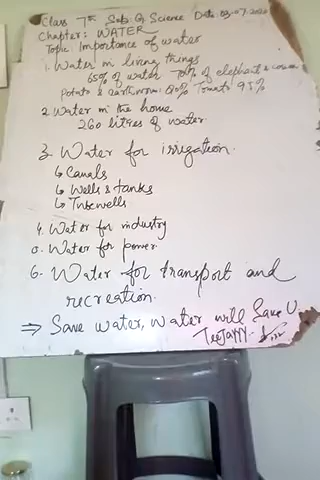 Class 7th Sub: G Science Date: 03-07-2020
Chapter: WATER
Topic Importance of water
1. Water in living things
65% of water 70% of elephant &
Potato & earthworm 80% Tomato 95%
2. Water in the home
260 litres of water
3. Water for irrigation.
↳ Canals
↳ Wells & tanks
↳ Tubewells
4. Water for industry
5. Water for power.
6. Water for transport and
recreation.
⇒ Save water, Water will Save U.
TeeJAYYY.